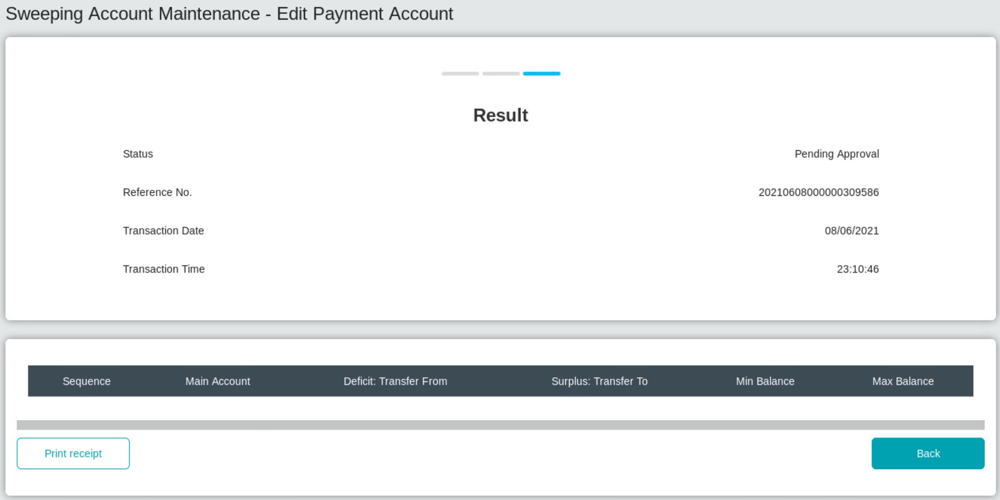 Sweeping Account Maintenance - Edit Payment Account
Result
Status Pending Approval
Reference No. 20210608000000309586
Transaction Date 08/06/2021
Transaction Time 23:10:46
Sequence Main Account Deficit: Transfer From Surplus: Transfer To Min Balance Max Balance
Print receipt Back